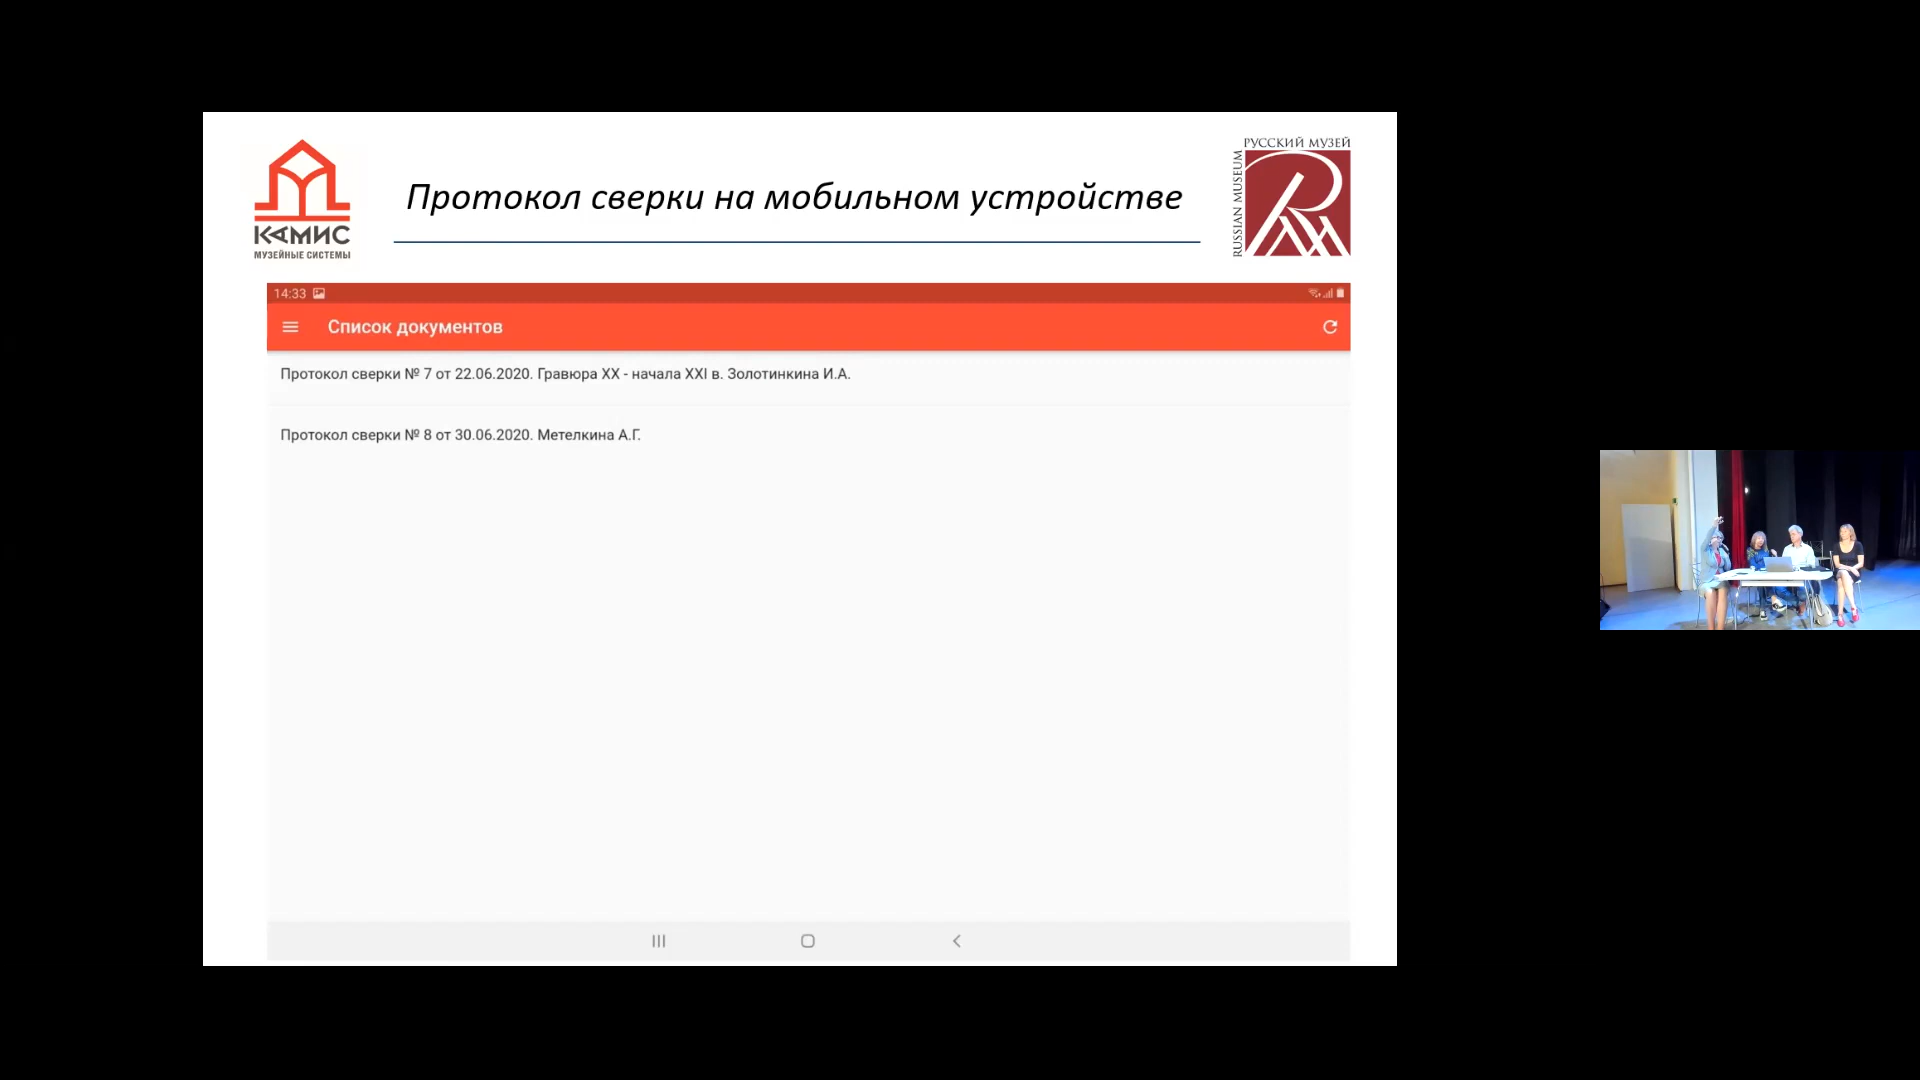 КАМИС
МУЗЕЙНЫЕ СИСТЕМЫ
Протокол сверки на мобильном устройстве
РУССКИЙ МУЗЕЙ
RUSSIAN MUSEUM
14:33
Список документов
Протокол сверки № 7 от 22.06.2020. Гравюра XX - начала XXI в. Золотинкина И.А.
Протокол сверки № 8 от 30.06.2020. Метелкина А.Г.